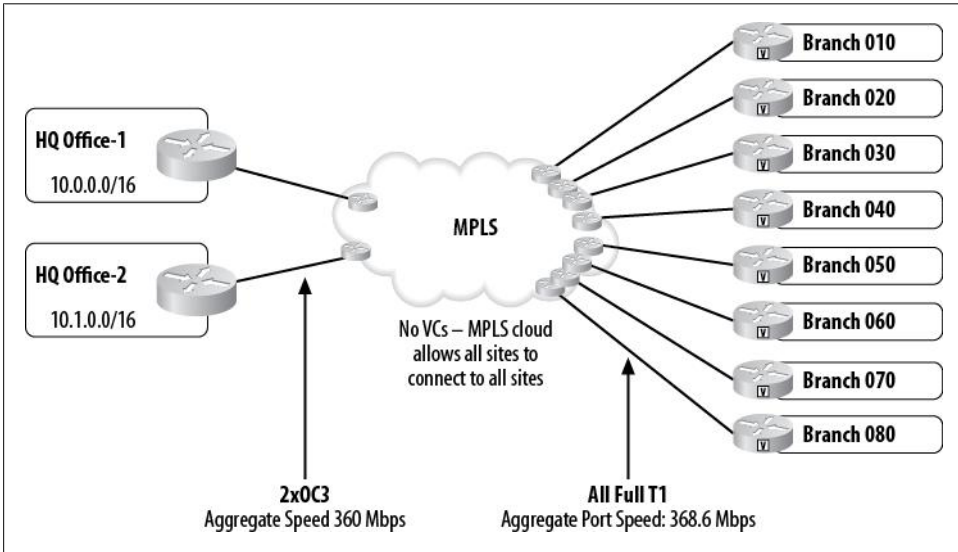 HQ Office-1
10.0.0.0/16
HQ Office-2
10.1.0.0/16
MPLS
No VCs – MPLS cloud
allows all sites to
connect to all sites
Branch 010
V
Branch 020
V
Branch 030
V
Branch 040
V
Branch 050
V
Branch 060
V
Branch 070
V
Branch 080
V
2xOC3
Aggregate Speed 360 Mbps
All Full T1
Aggregate Port Speed: 368.6 Mbps